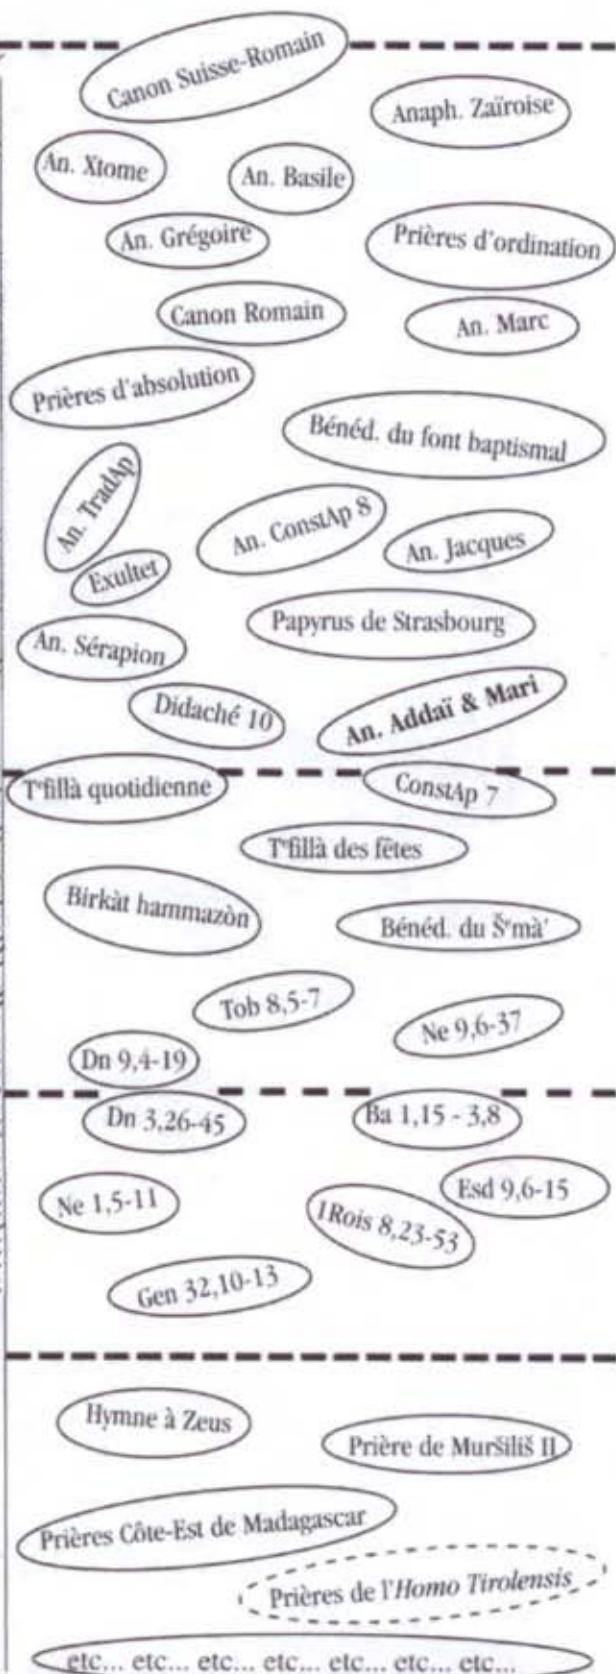 Canon Suisse-Romain
Anaph. Zaïroise
An. Xtome
An. Basile
An. Grégoire
Prières d'ordination
Canon Romain
An. Marc
Prières d'absolution
Bénéd. du font baptismal
An. TradAp
An. ConstAp 8
An. Jacques
Exultet
Papyrus de Strasbourg
An. Sérapion
Didaché 10
An. Addaï & Mari
Tᵉfillà quotidienne
ConstAp 7
Tᵉfillà des fêtes
Birkàt hammazòn
Bénéd. du Šᵉmà'
Tob 8,5-7
Ne 9,6-37
Dn 9,4-19
Dn 3,26-45
Ba 1,15 - 3,8
Ne 1,5-11
Esd 9,6-15
1Rois 8,23-53
Gen 32,10-13
Hymne à Zeus
Prière de Muršiliš II
Prières Côte-Est de Madagascar
Prières de l'Homo Tirolensis
etc... etc... etc... etc... etc... etc... etc...